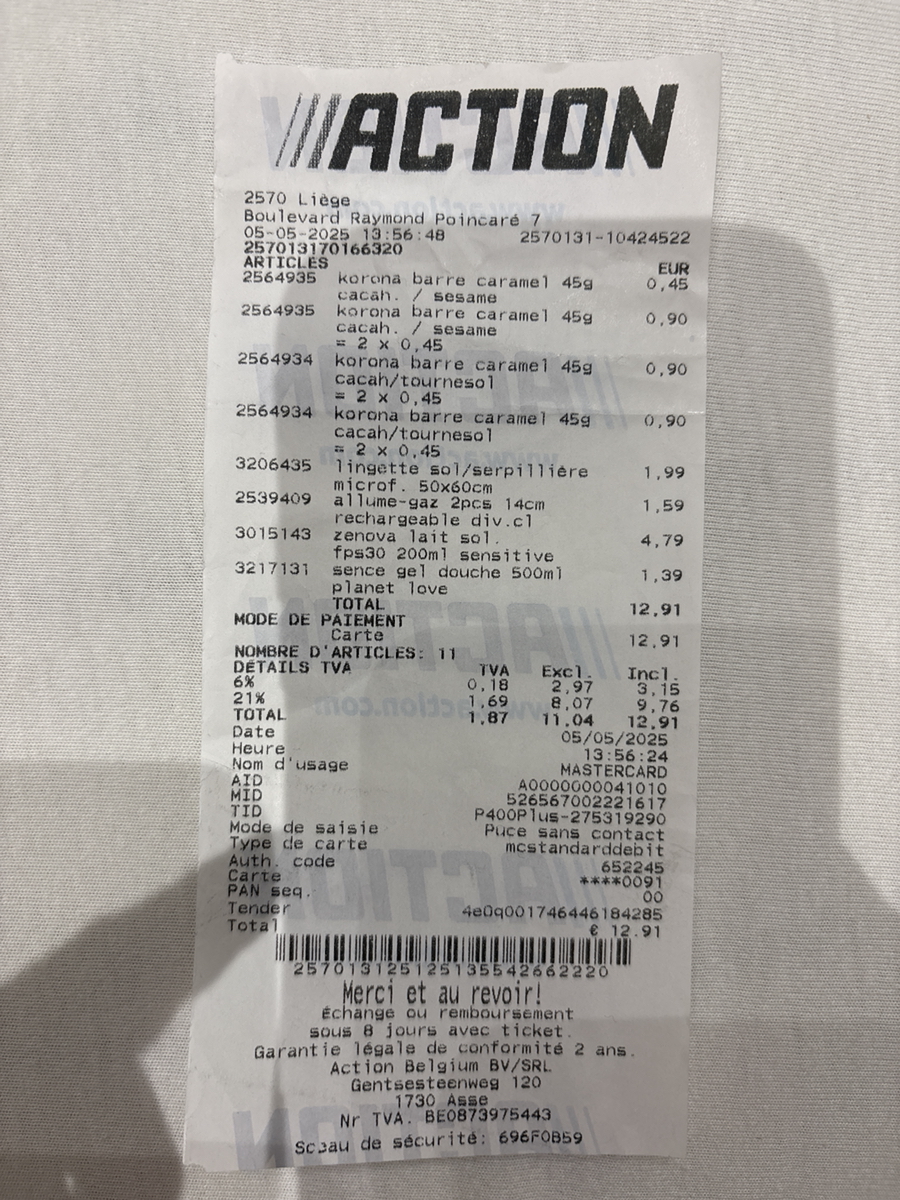 ACTION
2570 Liège
Boulevard Raymond Poincaré 7
05-05-2025 13:56:48 2570131-10424522
257013170166320
ARTICLES EUR
2564935 korona barre caramel 45g 0,45
cacah. / sesame
2564935 korona barre caramel 45g 0,90
cacah. / sesame
= 2 x 0,45
2564934 korona barre caramel 45g 0,90
cacah/tournesol
= 2 x 0,45
2564934 korona barre caramel 45g 0,90
cacah/tournesol
= 2 x 0,45
3206435 lingette sol/serpillière 1,99
microf. 50x60cm
2539409 allume-gaz 2pcs 14cm 1,59
rechargeable div.cl
3015143 zenova lait sol. 4,79
fps30 200ml sensitive
3217131 sence gel douche 500ml 1,39
planet love
TOTAL 12,91
MODE DE PAIEMENT
Carte 12,91
NOMBRE D'ARTICLES: 11
DÉTAILS TVA TVA Excl. Incl.
6% 0,18 2,97 3,15
21% 1,69 8,07 9,76
TOTAL 1,87 11,04 12,91
Date 05/05/2025
Heure 13:56:24
Nom d'usage MASTERCARD
AID A0000000041010
MID 526567002221617
TID P400Plus-275319290
Mode de saisie Puce sans contact
Type de carte mcstandarddebit
Auth. code 652245
Carte ****0091
PAN seq. 00
Tender 4e0q001746446184285
Total € 12.91
257013125125135542662220
Merci et au revoir!
Échange ou remboursement
sous 8 jours avec ticket.
Garantie légale de conformité 2 ans.
Action Belgium BV/SRL
Gentsesteenweg 120
1730 Asse
Nr TVA. BE0873975443
Sceau de sécurité: 696F0B59